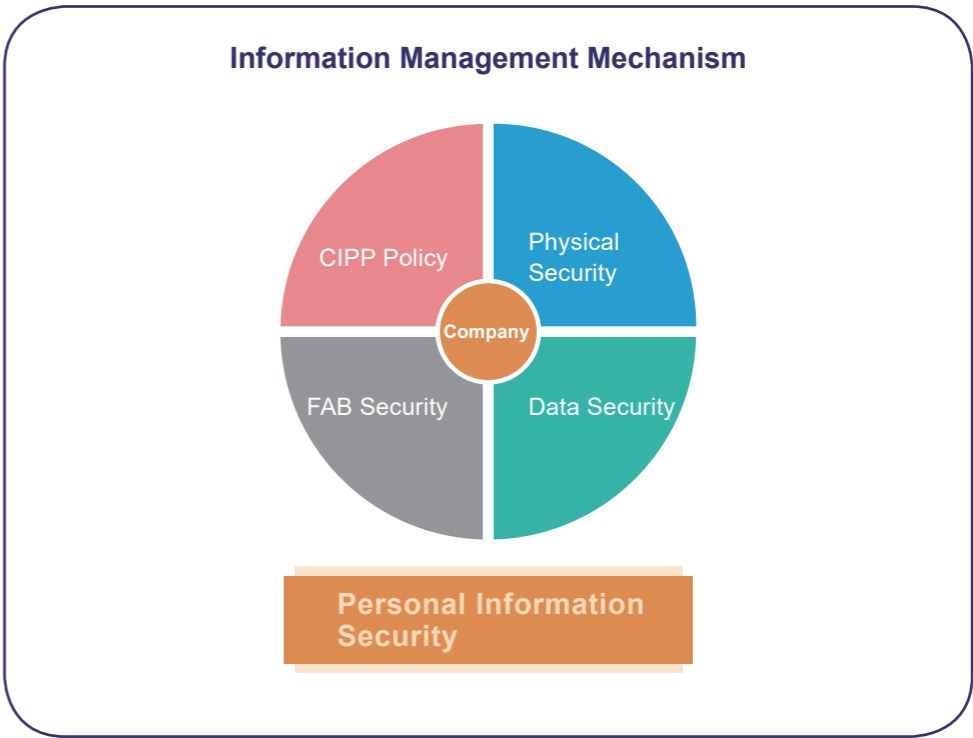 Information Management Mechanism
CIPP Policy
Physical
Security
Company
FAB Security
Data Security
Personal Information
Security